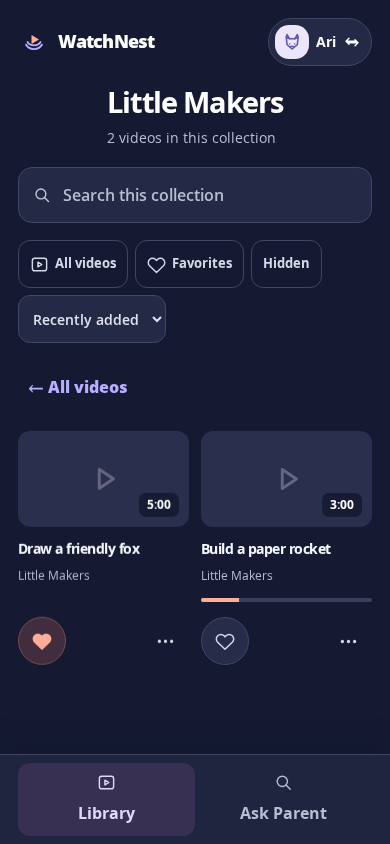 WatchNest
Ari ↔
Little Makers
2 videos in this collection
Search this collection
All videos
Favorites
Hidden
Recently added
← All videos
5:00
3:00
Draw a friendly fox
Build a paper rocket
Little Makers
Little Makers
Library
Ask Parent